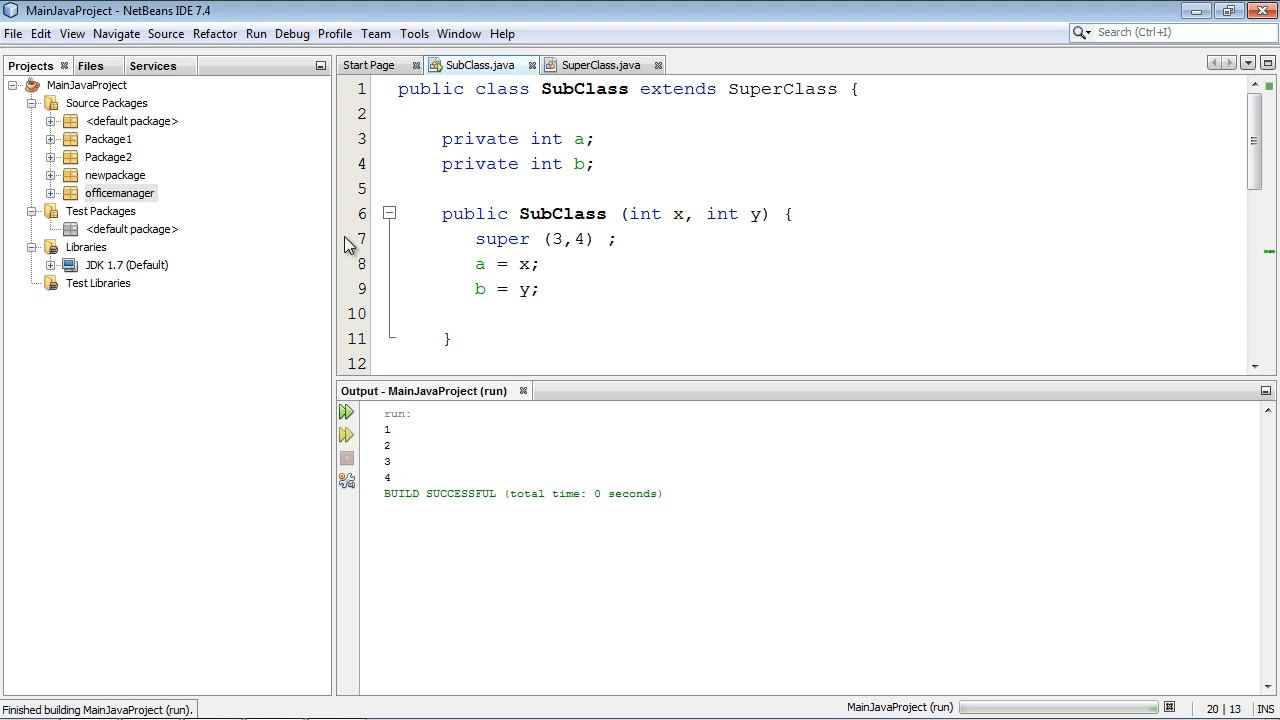 MainJavaProject - NetBeans IDE 7.4
File Edit View Navigate Source Refactor Run Debug Profile Team Tools Window Help
Search (Ctrl+I)
Projects Files Services
MainJavaProject
Source Packages
<default package>
Package1
Package2
newpackage
officemanager
Test Packages
<default package>
Libraries
JDK 1.7 (Default)
Test Libraries
Start Page SubClass.java SuperClass.java
1 public class SubClass extends SuperClass {
2
3 private int a;
4 private int b;
5
6 public SubClass (int x, int y) {
7 super (3,4) ;
8 a = x;
9 b = y;
10
11 }
12
Output - MainJavaProject (run)
run:
1
2
3
4
BUILD SUCCESSFUL (total time: 0 seconds)
Finished building MainJavaProject (run).
MainJavaProject (run)
20 | 13 INS